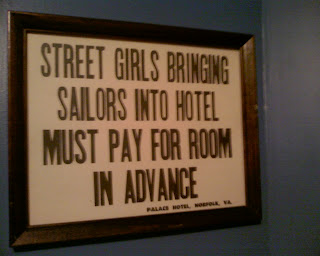 STREET GIRLS BRINGING
SAILORS INTO HOTEL
MUST PAY FOR ROOM
IN ADVANCE
PALACE HOTEL, NORFOLK, VA.